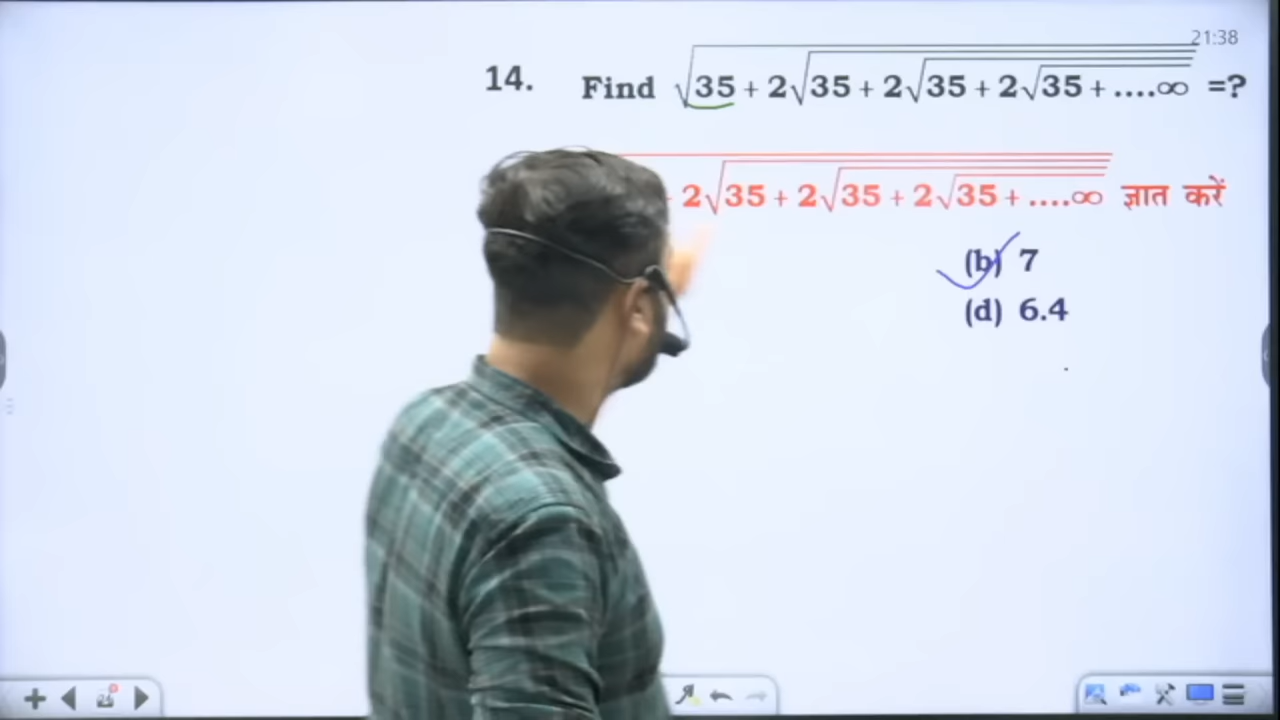 21:38
14. Find √35 + 2√35 + 2√35 + 2√35 + ....∞ =?
2√35 + 2√35 + 2√35 + ....∞ ज्ञात करें
(b) 7
(d) 6.4